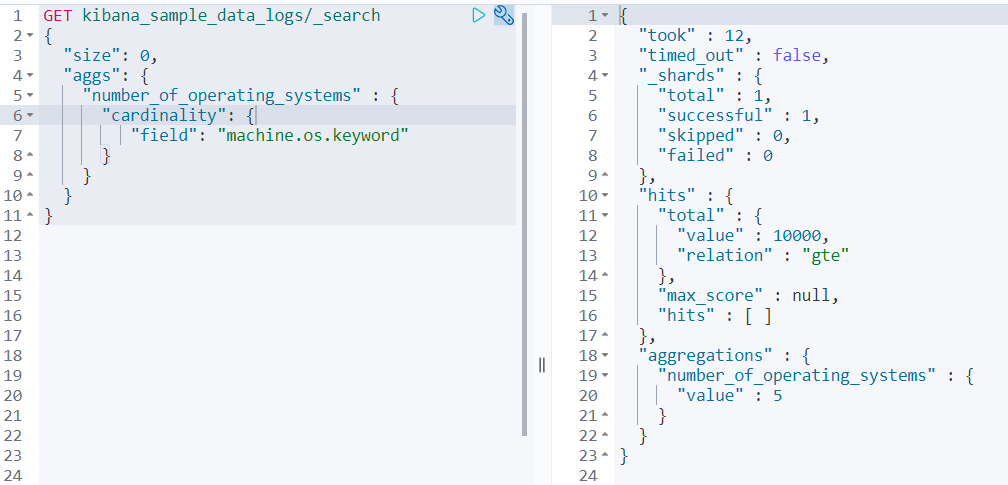 1 GET kibana_sample_data_logs/_search
2 {
3 "size": 0,
4 "aggs": {
5 "number_of_operating_systems" : {
6 "cardinality": {
7 "field": "machine.os.keyword"
8 }
9 }
10 }
11 }
12
13
14
15
16
17
18
19
20
21
22
23
24
1 {
2 "took" : 12,
3 "timed_out" : false,
4 "_shards" : {
5 "total" : 1,
6 "successful" : 1,
7 "skipped" : 0,
8 "failed" : 0
9 },
10 "hits" : {
11 "total" : {
12 "value" : 10000,
13 "relation" : "gte"
14 },
15 "max_score" : null,
16 "hits" : [ ]
17 },
18 "aggregations" : {
19 "number_of_operating_systems" : {
20 "value" : 5
21 }
22 }
23 }
24